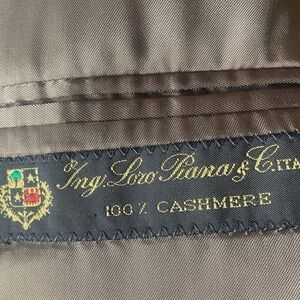 Ing. Loro Piana & C. ITA
100% CASHMERE